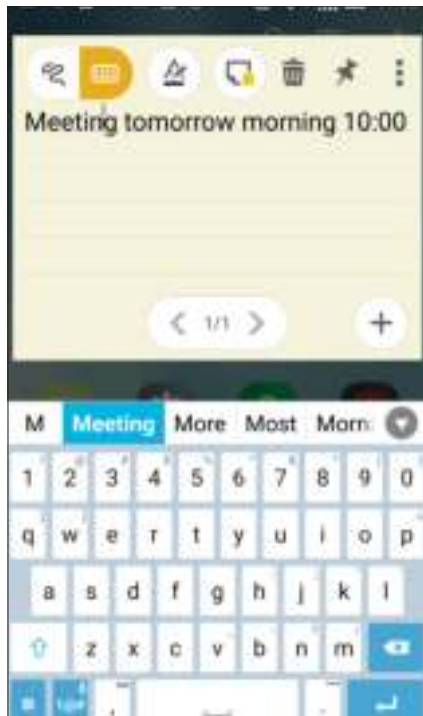 Meeting tomorrow morning 10:00
1/1
M Meeting More Most Morn
1 2 3 4 5 6 7 8 9 0
q w e r t y u i o p
a s d f g h j k l
z x c v b n m
, .